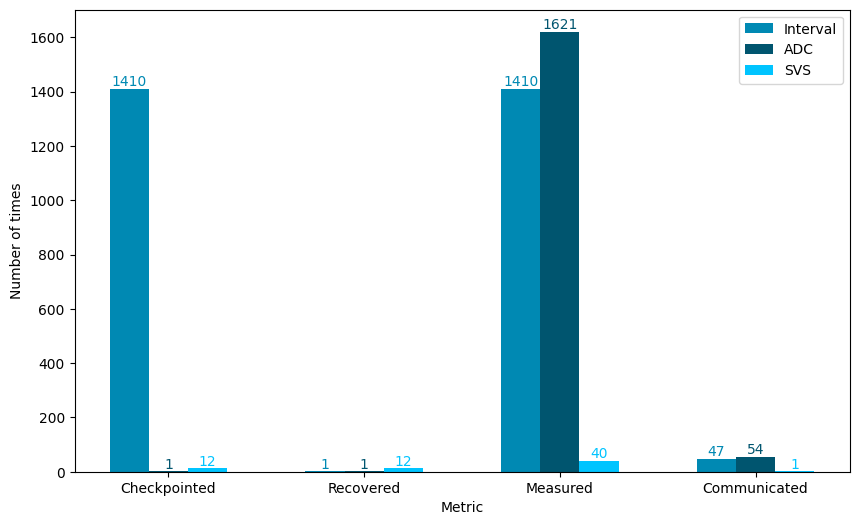 Interval
ADC
SVS
Number of times
1600
1400
1200
1000
800
600
400
200
0
1410
1
12
1
1
12
1410
1621
40
47
54
1
Checkpointed
Recovered
Measured
Communicated
Metric